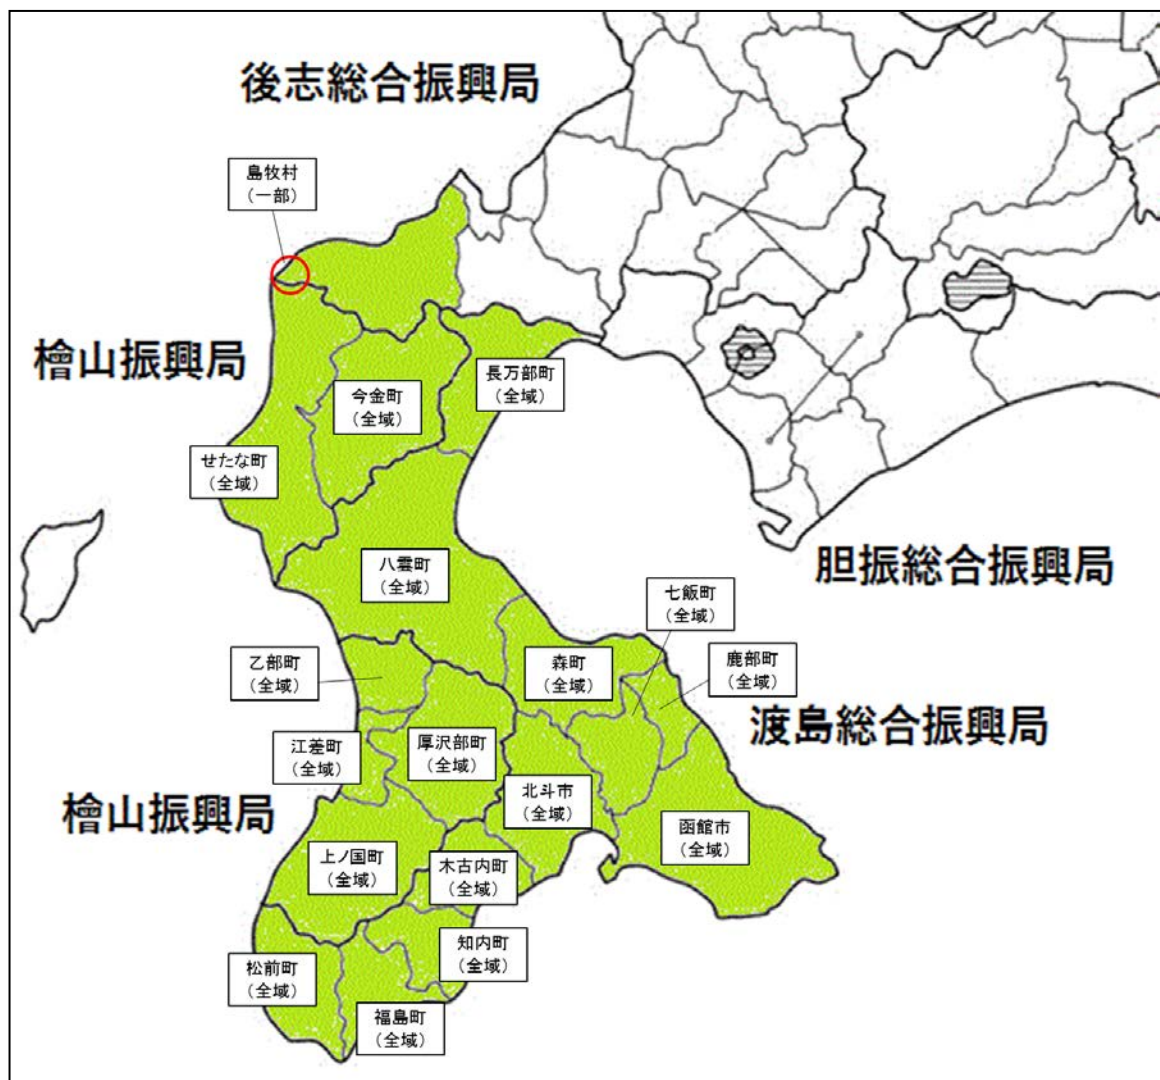 後志総合振興局
島牧村
（一部）
檜山振興局
今金町
（全域）
長万部町
（全域）
せたな町
（全域）
胆振総合振興局
八雲町
（全域）
七飯町
（全域）
乙部町
（全域）
森町
（全域）
鹿部町
（全域）
渡島総合振興局
江差町
（全域）
厚沢部町
（全域）
北斗市
（全域）
檜山振興局
函館市
（全域）
上ノ国町
（全域）
木古内町
（全域）
知内町
（全域）
松前町
（全域）
福島町
（全域）